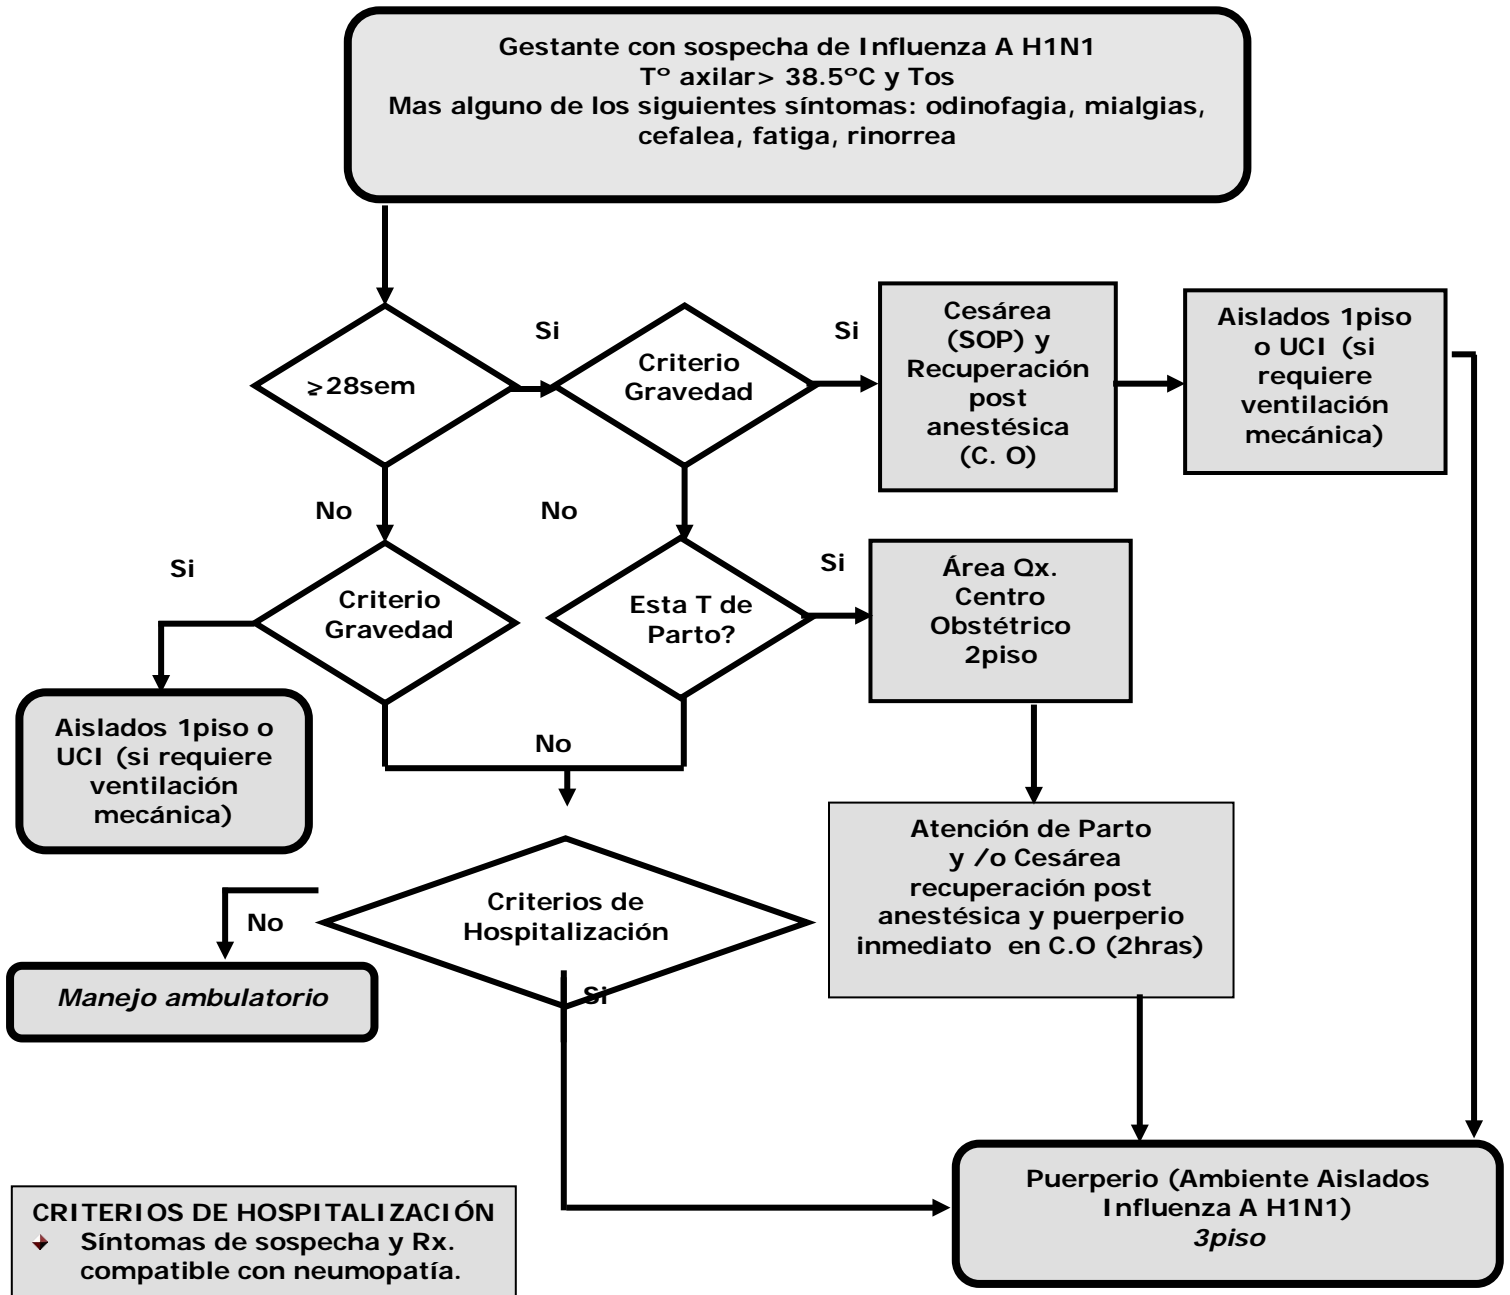 Gestante con sospecha de Influenza A H1N1
Tº axilar> 38.5ºC y Tos
Mas alguno de los siguientes síntomas: odinofagia, mialgias,
cefalea, fatiga, rinorrea
≥28sem
Si
Criterio
Gravedad
Si
Cesárea
(SOP) y
Recuperación
post
anestésica
(C. O)
Aislados 1piso
o UCI (si
requiere
ventilación
mecánica)
No
No
Si
Criterio
Gravedad
Esta T de
Parto?
Si
Área Qx.
Centro
Obstétrico
2piso
Aislados 1piso o
UCI (si requiere
ventilación
mecánica)
No
Atención de Parto
y /o Cesárea
recuperación post
anestésica y puerperio
inmediato en C.O (2hras)
Criterios de
Hospitalización
No
Si
Manejo ambulatorio
Puerperio (Ambiente Aislados
Influenza A H1N1)
3piso
CRITERIOS DE HOSPITALIZACIÓN
Síntomas de sospecha y Rx.
compatible con neumopatía.